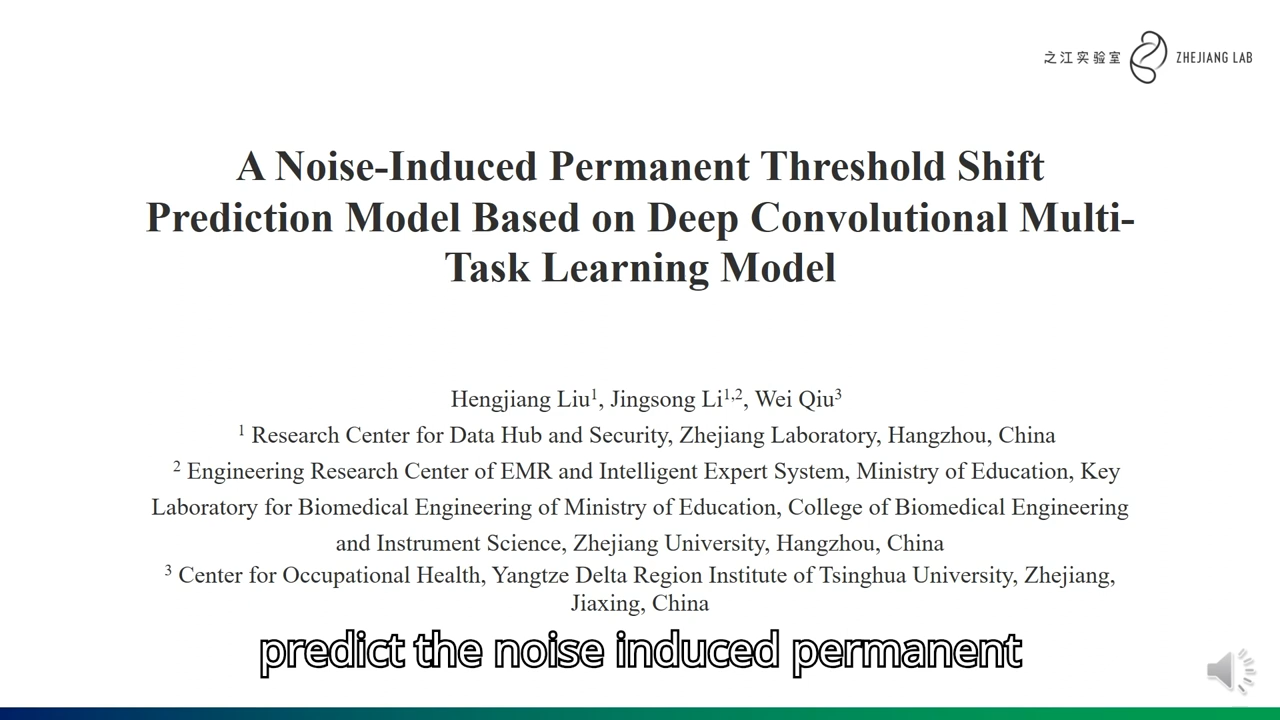 之江实验室 ZHEJIANG LAB
A Noise-Induced Permanent Threshold Shift
Prediction Model Based on Deep Convolutional Multi-
Task Learning Model
Hengjiang Liu¹, Jingsong Li¹,², Wei Qiu³
¹ Research Center for Data Hub and Security, Zhejiang Laboratory, Hangzhou, China
² Engineering Research Center of EMR and Intelligent Expert System, Ministry of Education, Key
Laboratory for Biomedical Engineering of Ministry of Education, College of Biomedical Engineering
and Instrument Science, Zhejiang University, Hangzhou, China
³ Center for Occupational Health, Yangtze Delta Region Institute of Tsinghua University, Zhejiang,
Jiaxing, China
predict the noise induced permanent